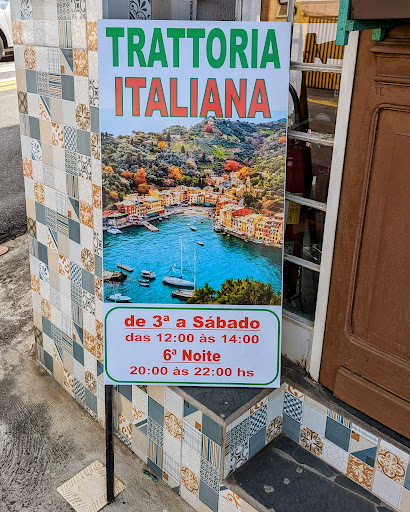 TRATTORIA
ITALIANA
de 3ª a Sábado
das 12:00 às 14:00
6ª Noite
20:00 às 22:00 hs